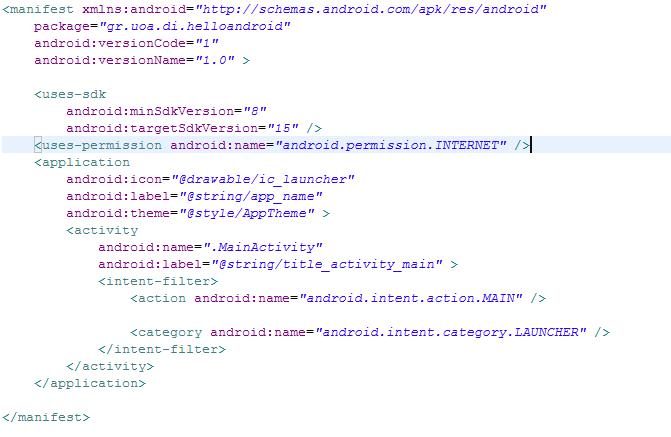 <manifest xmlns:android="http://schemas.android.com/apk/res/android"
    package="gr.uoa.di.helloandroid"
    android:versionCode="1"
    android:versionName="1.0" >

    <uses-sdk
        android:minSdkVersion="8"
        android:targetSdkVersion="15" />
    <uses-permission android:name="android.permission.INTERNET" />
    <application
        android:icon="@drawable/ic_launcher"
        android:label="@string/app_name"
        android:theme="@style/AppTheme" >
        <activity
            android:name=".MainActivity"
            android:label="@string/title_activity_main" >
            <intent-filter>
                <action android:name="android.intent.action.MAIN" />

                <category android:name="android.intent.category.LAUNCHER" />
            </intent-filter>
        </activity>
    </application>

</manifest>